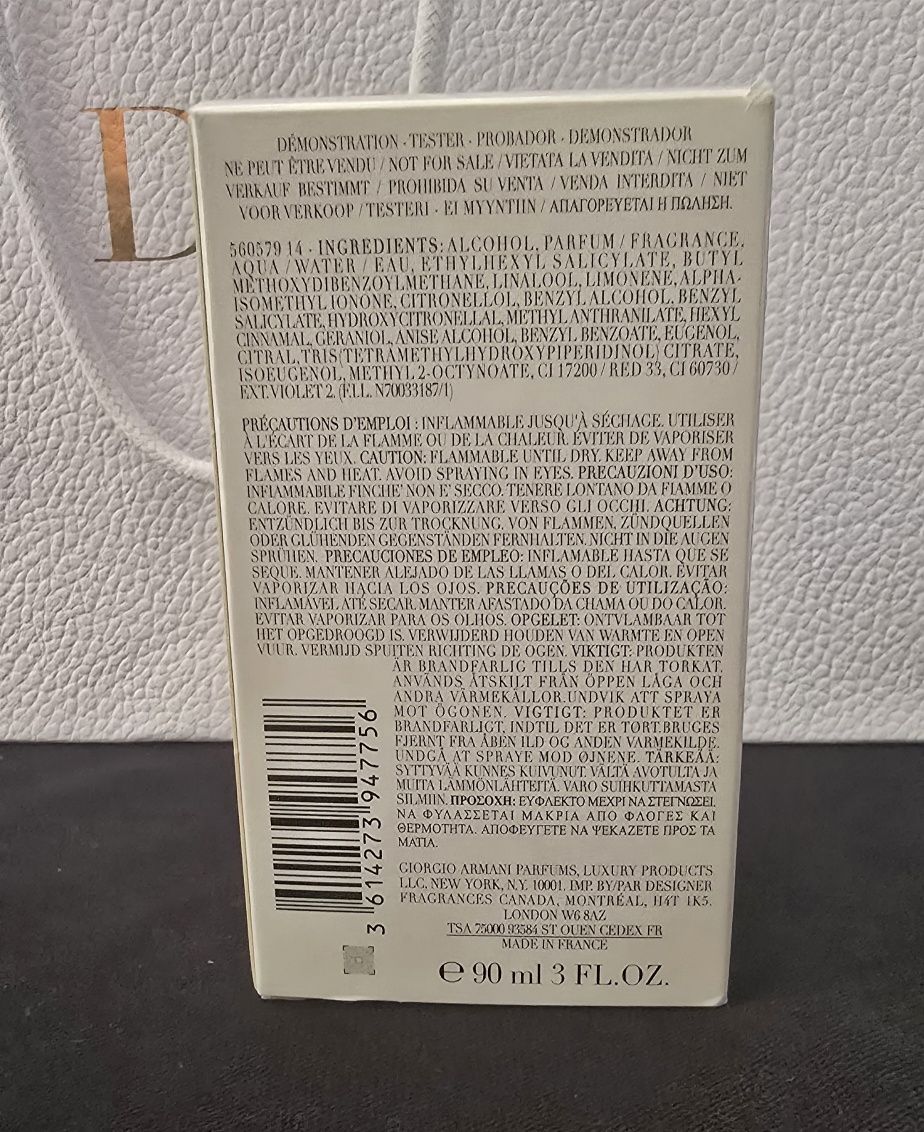 D
DÉMONSTRATION · TESTER · PROBADOR · DEMONSTRADOR
NE PEUT ÊTRE VENDU / NOT FOR SALE / VIETATA LA VENDITA / NICHT ZUM
VERKAUF BESTIMMT / PROHIBIDA SU VENTA / VENDA INTERDITA / NIET
VOOR VERKOOP / TESTERI · EI MYYNTIIN / ΑΠΑΓΟΡΕΥΕΤΑΙ Η ΠΩΛΗΣΗ.
560579 14 · INGREDIENTS: ALCOHOL, PARFUM / FRAGRANCE,
AQUA / WATER / EAU, ETHYLHEXYL SALICYLATE, BUTYL
METHOXYDIBENZOYLMETHANE, LINALOOL, LIMONENE, ALPHA-
ISOMETHYL IONONE, CITRONELLOL, BENZYL ALCOHOL, BENZYL
SALICYLATE, HYDROXYCITRONELLAL, METHYL ANTHRANILATE, HEXYL
CINNAMAL, GERANIOL, ANISE ALCOHOL, BENZYL BENZOATE, EUGENOL,
CITRAL, TRIS(TETRAMETHYLHYDROXYPIPERIDINOL) CITRATE,
ISOEUGENOL, METHYL 2-OCTYNOATE, CI 17200 / RED 33, CI 60730 /
EXT. VIOLET 2. (F.I.L. N70033187/1)
PRÉCAUTIONS D'EMPLOI : INFLAMMABLE JUSQU'À SÉCHAGE. UTILISER
À L'ÉCART DE LA FLAMME OU DE LA CHALEUR. ÉVITER DE VAPORISER
VERS LES YEUX. CAUTION: FLAMMABLE UNTIL DRY. KEEP AWAY FROM
FLAMES AND HEAT. AVOID SPRAYING IN EYES. PRECAUZIONI D'USO:
INFIAMMABILE FINCHE' NON E' SECCO. TENERE LONTANO DA FIAMME O
CALORE. EVITARE DI VAPORIZZARE VERSO GLI OCCHI. ACHTUNG:
ENTZÜNDLICH BIS ZUR TROCKNUNG. VON FLAMMEN, ZÜNDQUELLEN
ODER GLÜHENDEN GEGENSTÄNDEN FERNHALTEN. NICHT IN DIE AUGEN
SPRÜHEN. PRECAUCIONES DE EMPLEO: INFLAMABLE HASTA QUE SE
SEQUE. MANTENER ALEJADO DE LAS LLAMAS O DEL CALOR. EVITAR
VAPORIZAR HACIA LOS OJOS. PRECAUÇÕES DE UTILIZAÇÃO:
INFLAMÁVEL ATÉ SECAR. MANTER AFASTADO DA CHAMA OU DO CALOR.
EVITAR VAPORIZAR PARA OS OLHOS. OPGELET: ONTVLAMBAAR TOT
HET OPGEDROOGD IS. VERWIJDERD HOUDEN VAN WARMTE EN OPEN
VUUR. VERMIJD SPUITEN RICHTING DE OGEN. VIKTIGT: PRODUKTEN
ÄR BRANDFARLIG TILLS DEN HAR TORKAT.
ANVÄNDS ÅTSKILT FRÅN ÖPPEN LÅGA OCH
ANDRA VÄRMEKÄLLOR. UNDVIK ATT SPRAYA
MOT ÖGONEN. VIGTIGT: PRODUKTET ER
BRANDFARLIGT, INDTIL DET ER TØRT. BRUGES
FJERNT FRA ÅBEN ILD OG ANDEN VARMEKILDE.
UNDGÅ AT SPRAYE MOD ØJNENE. TÄRKEÄÄ:
SYTTYVÄÄ KUNNES KUIVUNUT. VÄLTÄ AVOTULTA JA
MUITA LÄMMÖNLÄHTEITÄ. VARO SUIHKUTTAMASTA
SILMIIN. ΠΡΟΣΟΧΗ: ΕΥΦΛΕΚΤΟ ΜΕΧΡΙ ΝΑ ΣΤΕΓΝΩΣΕΙ.
ΝΑ ΦΥΛΑΣΣΕΤΑΙ ΜΑΚΡΙΑ ΑΠΟ ΦΛΟΓΕΣ ΚΑΙ
ΘΕΡΜΟΤΗΤΑ. ΑΠΟΦΕΥΓΕΤΕ ΝΑ ΨΕΚΑΖΕΤΕ ΠΡΟΣ ΤΑ
ΜΑΤΙΑ.
3 614273 947756
GIORGIO ARMANI PARFUMS, LUXURY PRODUCTS
LLC, NEW YORK, N.Y. 10001. IMP. BY/PAR DESIGNER
FRAGRANCES CANADA, MONTRÉAL, H4T 1K5.
LONDON W6 8AZ
TSA 75000 93584 ST OUEN CEDEX FR
MADE IN FRANCE
℮ 90 ml 3 FL.OZ.